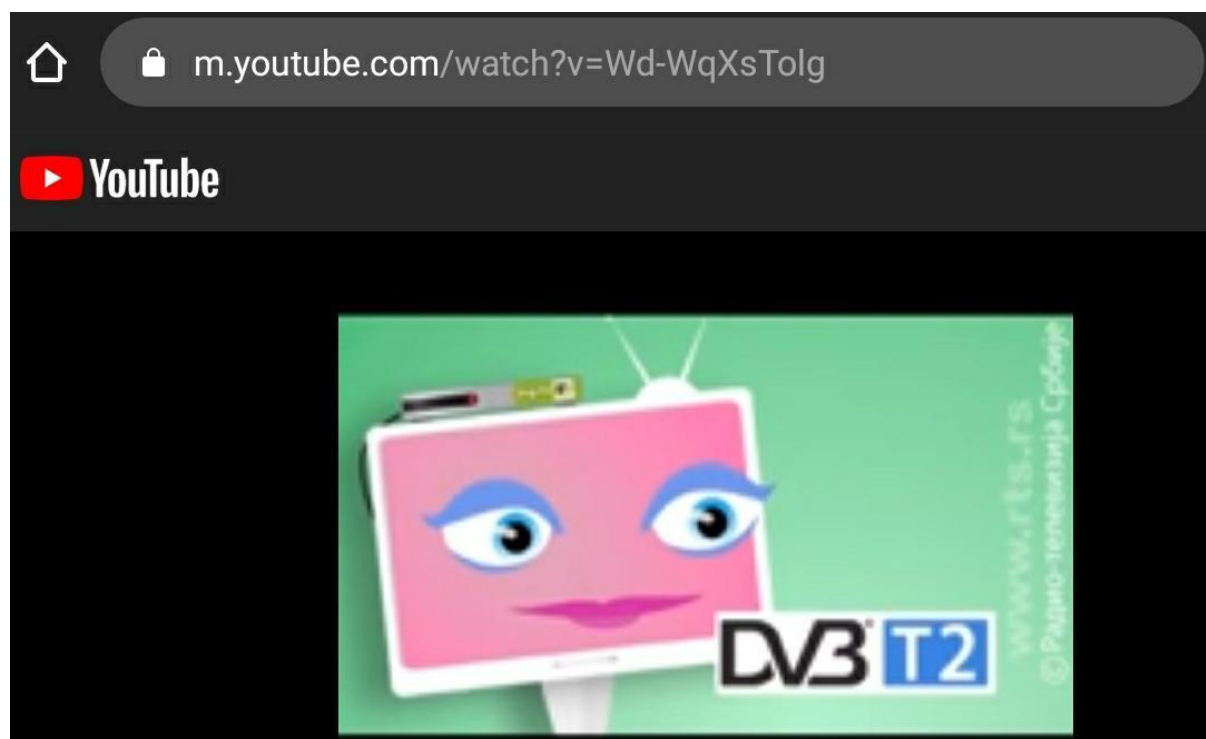 m.youtube.com/watch?v=Wd-WqXsTolg
YouTube
DVB T2
www.rts.rs
© Радио-телевизија Србије